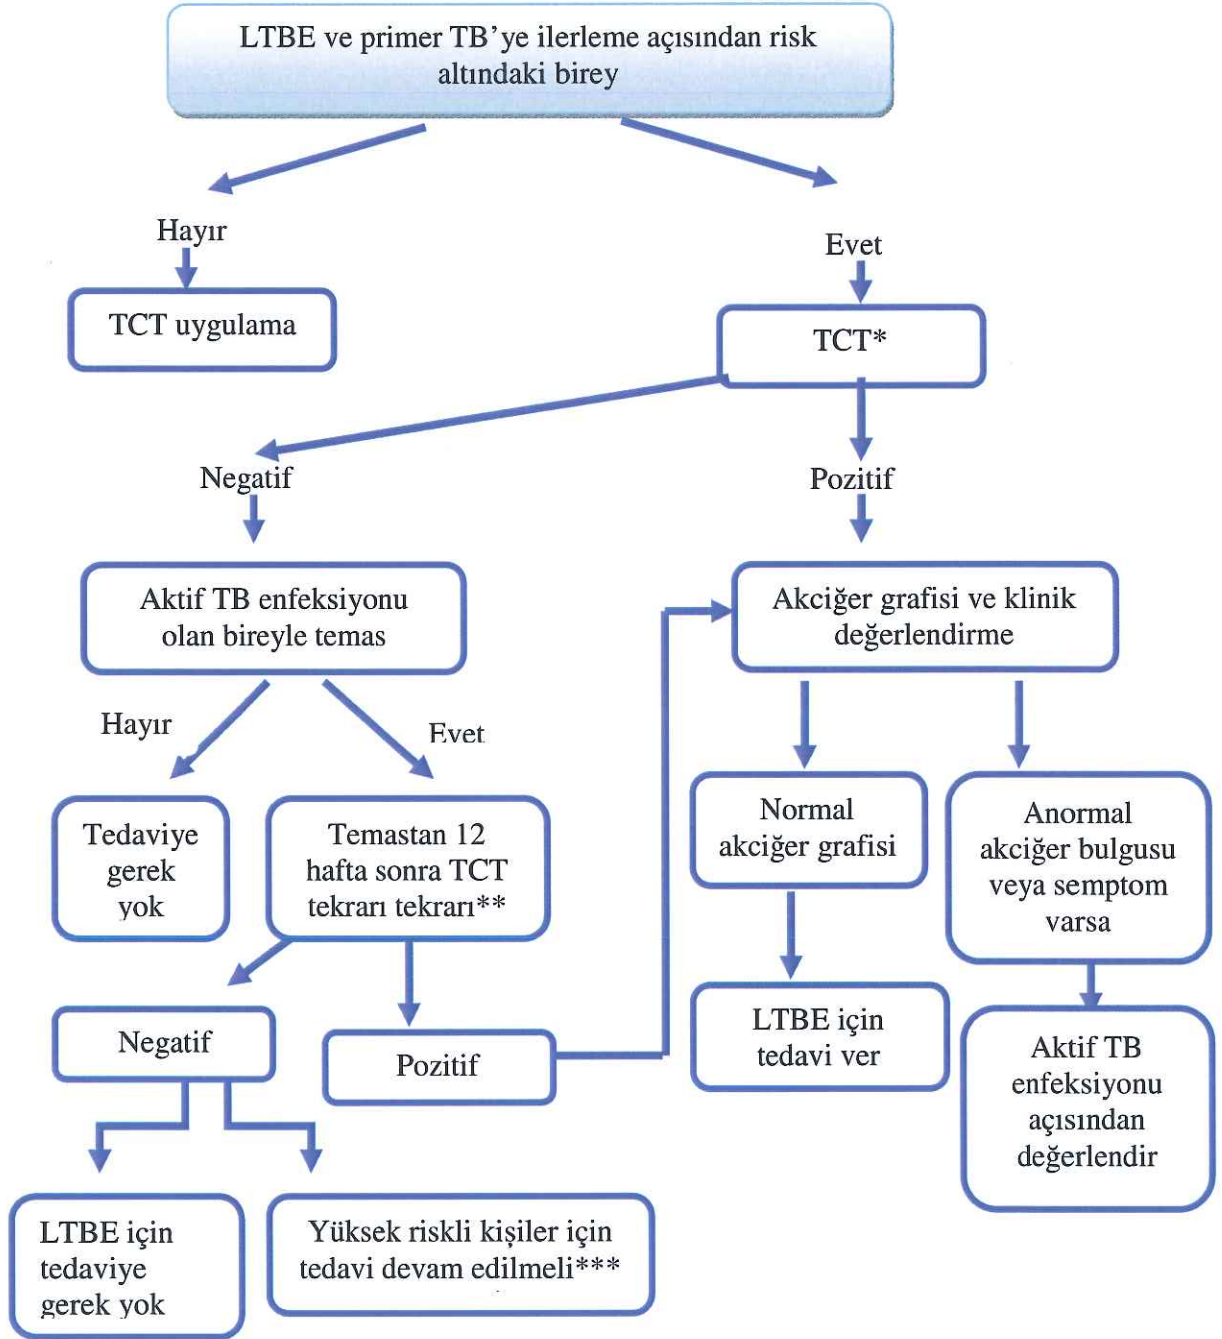 LTBE ve primer TB'ye ilerleme açısından risk
altındaki birey
Hayır
Evet
TCT uygulama
TCT*
Negatif
Pozitif
Aktif TB enfeksiyonu
olan bireyle temas
Akciğer grafisi ve klinik
değerlendirme
Hayır
Evet
Tedaviye
gerek
yok
Temastan 12
hafta sonra TCT
tekrarı tekrarı**
Normal
akciğer grafisi
Anormal
akciğer bulgusu
veya semptom
varsa
Negatif
Pozitif
LTBE için
tedavi ver
Aktif TB
enfeksiyonu
açısından
değerlendir
LTBE için
tedaviye
gerek yok
Yüksek riskli kişiler için
tedavi devam edilmeli***